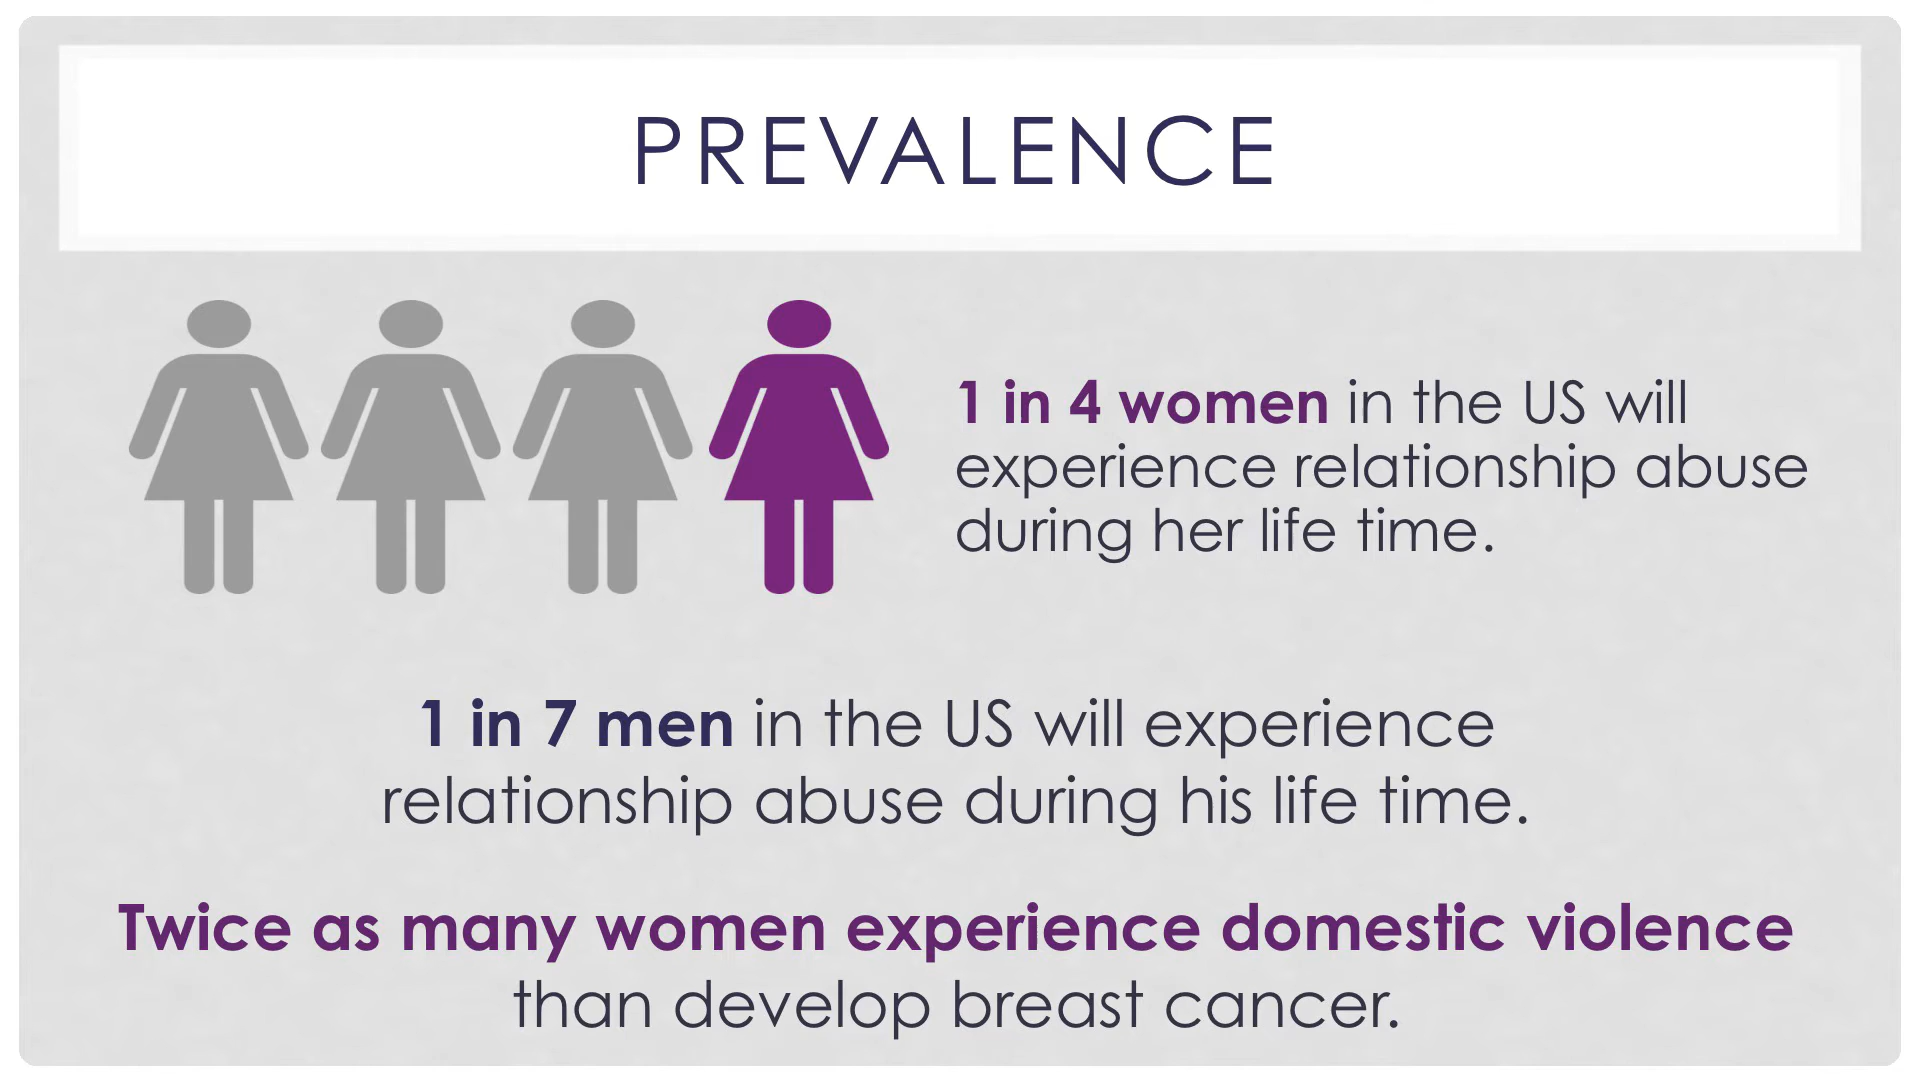 PREVALENCE
1 in 4 women in the US will
experience relationship abuse
during her life time.
1 in 7 men in the US will experience
relationship abuse during his life time.
Twice as many women experience domestic violence
than develop breast cancer.